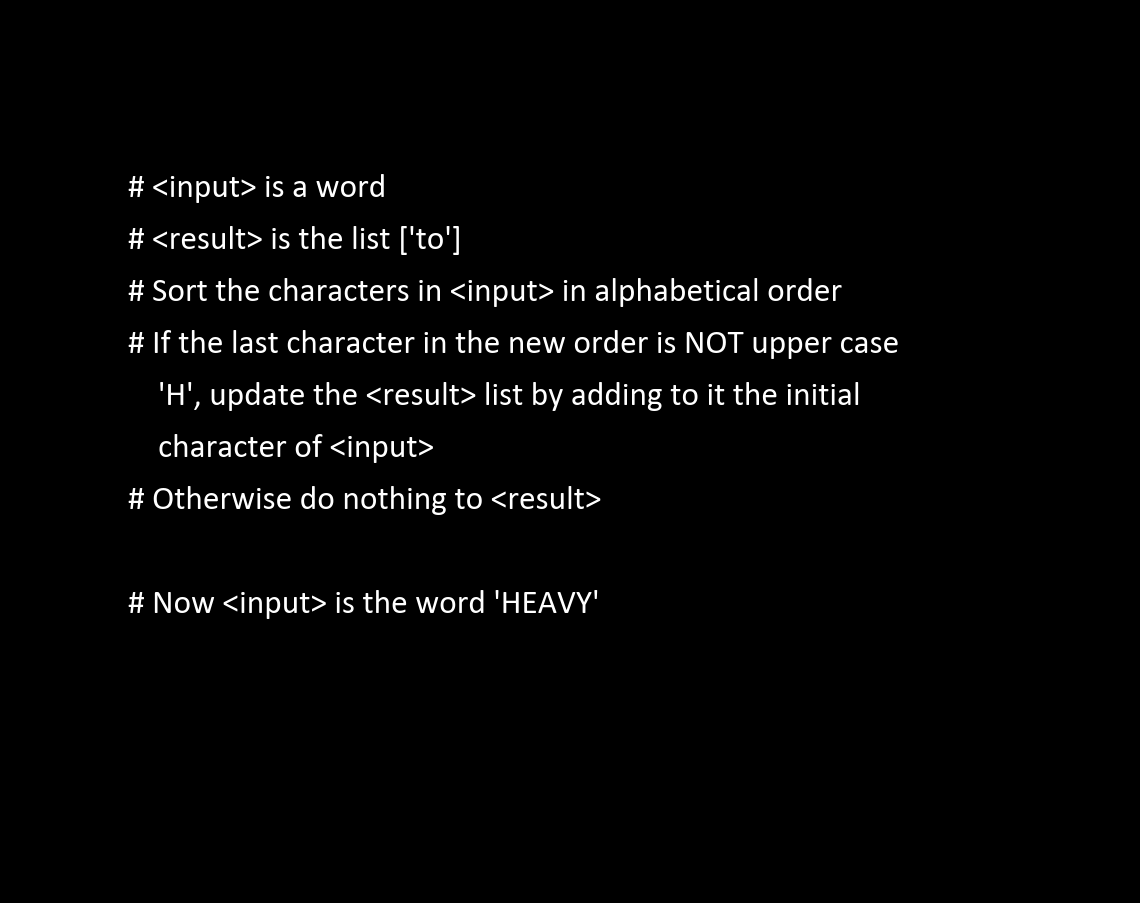 # <input> is a word
# <result> is the list ['to']
# Sort the characters in <input> in alphabetical order
# If the last character in the new order is NOT upper case
'H', update the <result> list by adding to it the initial
character of <input>
# Otherwise do nothing to <result>
# Now <input> is the word 'HEAVY'